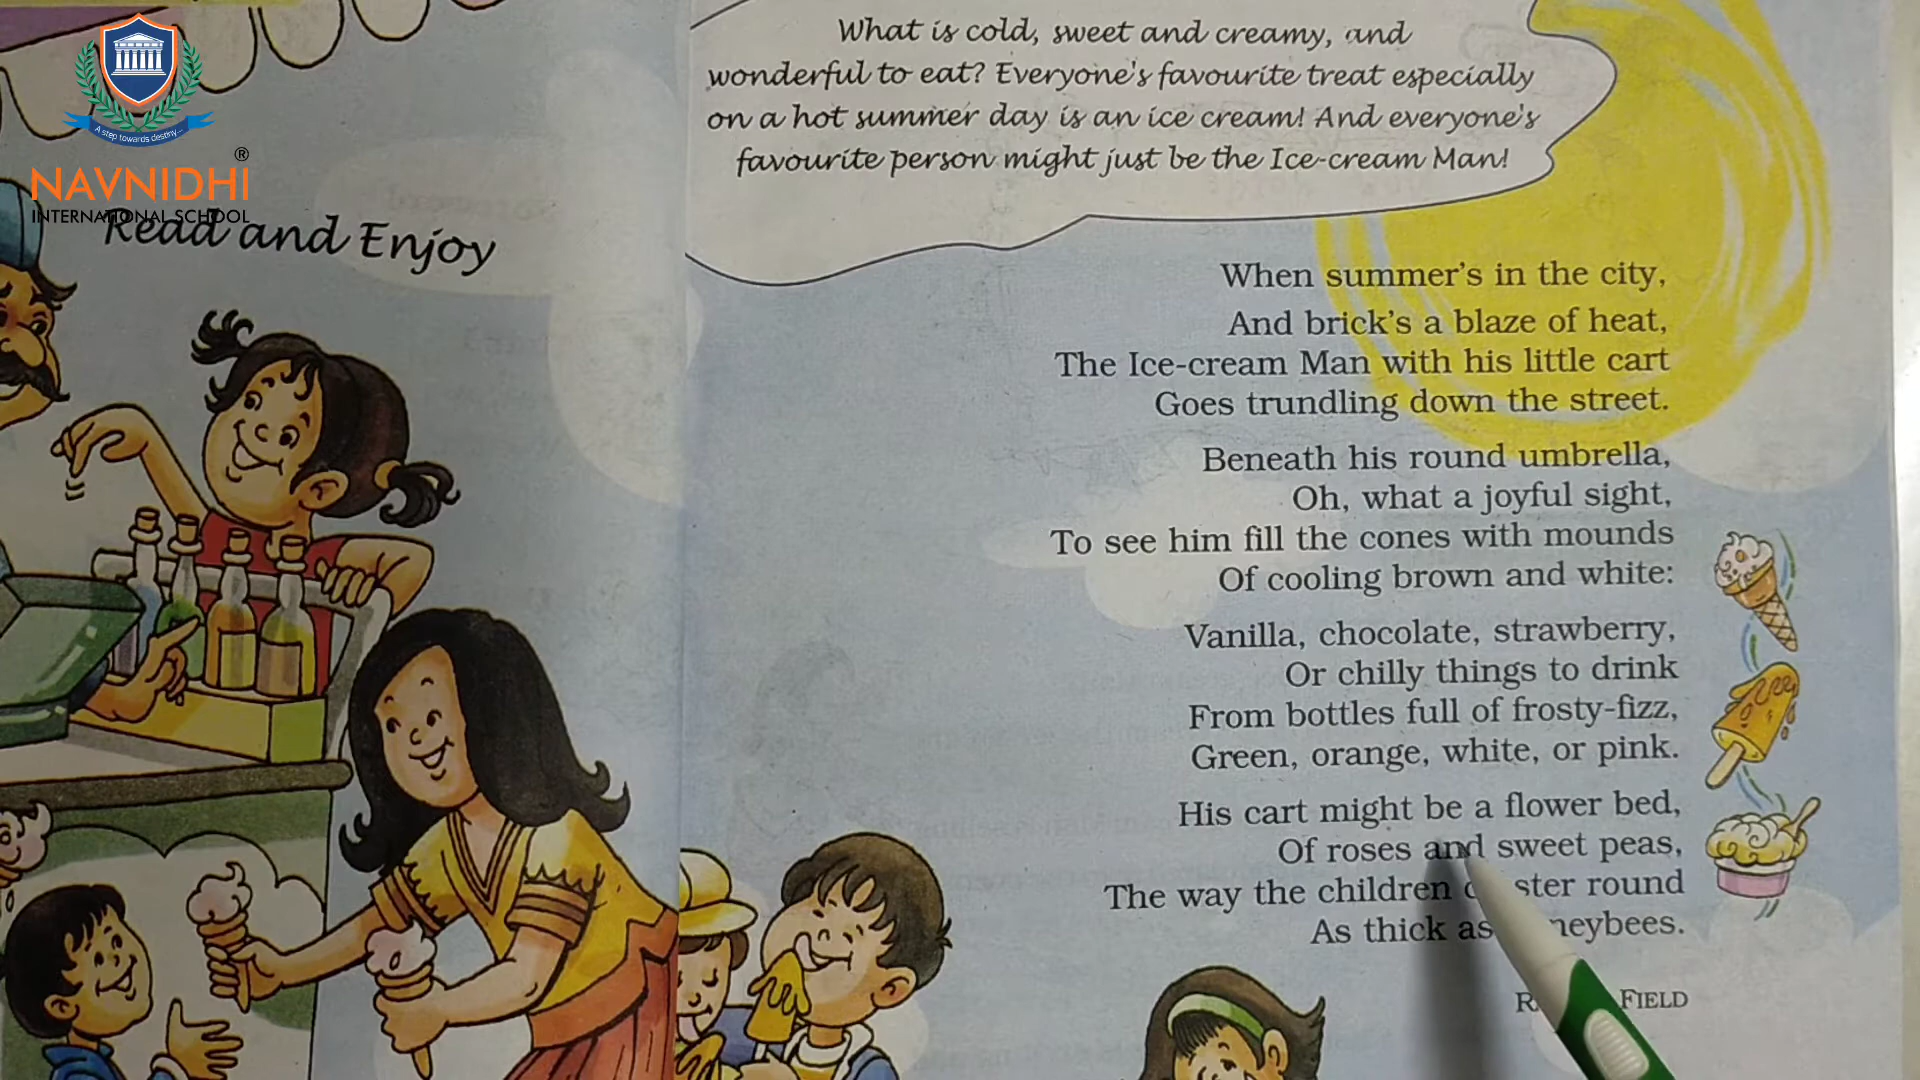 A step towards destiny...
NAVNIDHI®
INTERNATIONAL SCHOOL
Read and Enjoy
What is cold, sweet and creamy, and
wonderful to eat? Everyone's favourite treat especially
on a hot summer day is an ice cream! And everyone's
favourite person might just be the Ice-cream Man!
When summer's in the city,
And brick's a blaze of heat,
The Ice-cream Man with his little cart
Goes trundling down the street.
Beneath his round umbrella,
Oh, what a joyful sight,
To see him fill the cones with mounds
Of cooling brown and white:
Vanilla, chocolate, strawberry,
Or chilly things to drink
From bottles full of frosty-fizz,
Green, orange, white, or pink.
His cart might be a flower bed,
Of roses and sweet peas,
The way the children round
As thick as
FIELD